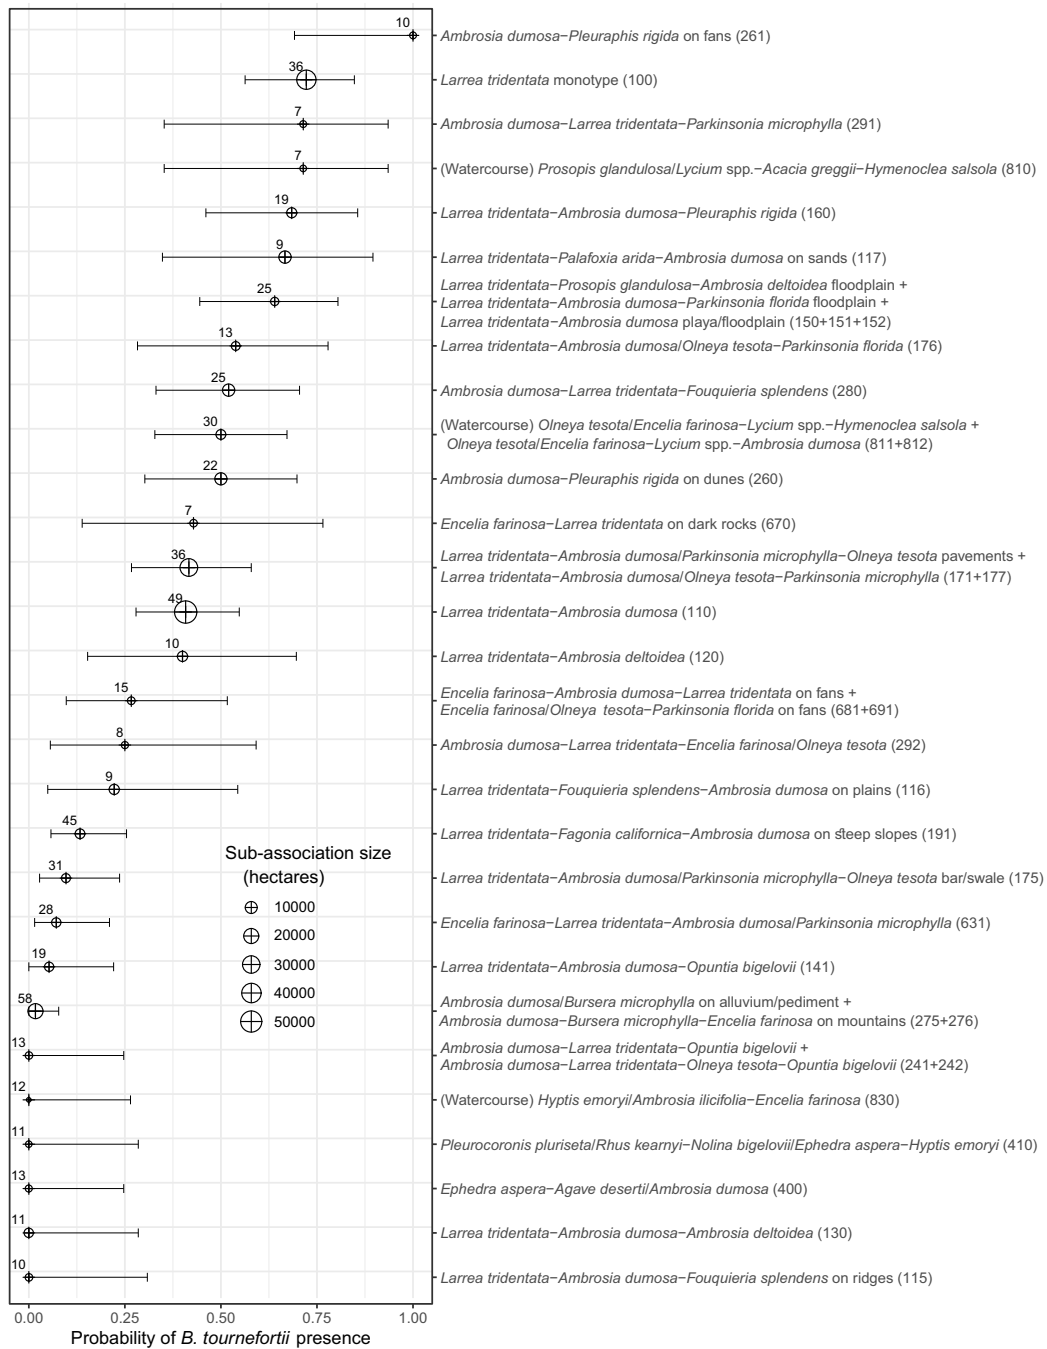 10
Ambrosia dumosa−Pleuraphis rigida on fans (261)
36
Larrea tridentata monotype (100)
7
Ambrosia dumosa−Larrea tridentata−Parkinsonia microphylla (291)
7
(Watercourse) Prosopis glandulosa/Lycium spp.−Acacia greggii−Hymenoclea salsola (810)
19
Larrea tridentata−Ambrosia dumosa−Pleuraphis rigida (160)
9
Larrea tridentata−Palafoxia arida−Ambrosia dumosa on sands (117)
25
Larrea tridentata−Prosopis glandulosa−Ambrosia deltoidea floodplain +
Larrea tridentata−Ambrosia dumosa−Parkinsonia florida floodplain +
Larrea tridentata−Ambrosia dumosa playa/floodplain (150+151+152)
13
Larrea tridentata−Ambrosia dumosa/Olneya tesota−Parkinsonia florida (176)
25
Ambrosia dumosa−Larrea tridentata−Fouquieria splendens (280)
30
(Watercourse) Olneya tesota/Encelia farinosa−Lycium spp.−Hymenoclea salsola +
Olneya tesota/Encelia farinosa−Lycium spp.−Ambrosia dumosa (811+812)
22
Ambrosia dumosa−Pleuraphis rigida on dunes (260)
7
Encelia farinosa−Larrea tridentata on dark rocks (670)
36
Larrea tridentata−Ambrosia dumosa/Parkinsonia microphylla−Olneya tesota pavements +
Larrea tridentata−Ambrosia dumosa/Olneya tesota−Parkinsonia microphylla (171+177)
49
Larrea tridentata−Ambrosia dumosa (110)
10
Larrea tridentata−Ambrosia deltoidea (120)
15
Encelia farinosa−Ambrosia dumosa−Larrea tridentata on fans +
Encelia farinosa/Olneya tesota−Parkinsonia florida on fans (681+691)
8
Ambrosia dumosa−Larrea tridentata−Encelia farinosa/Olneya tesota (292)
9
Larrea tridentata−Fouquieria splendens−Ambrosia dumosa on plains (116)
45
Larrea tridentata−Fagonia californica−Ambrosia dumosa on steep slopes (191)
31
Larrea tridentata−Ambrosia dumosa/Parkinsonia microphylla−Olneya tesota bar/swale (175)
28
Encelia farinosa−Larrea tridentata−Ambrosia dumosa/Parkinsonia microphylla (631)
19
Larrea tridentata−Ambrosia dumosa−Opuntia bigelovii (141)
58
Ambrosia dumosa/Bursera microphylla on alluvium/pediment +
Ambrosia dumosa−Bursera microphylla−Encelia farinosa on mountains (275+276)
13
Ambrosia dumosa−Larrea tridentata−Opuntia bigelovii +
Ambrosia dumosa−Larrea tridentata−Olneya tesota−Opuntia bigelovii (241+242)
12
(Watercourse) Hyptis emoryi/Ambrosia ilicifolia−Encelia farinosa (830)
11
Pleurocoronis pluriseta/Rhus kearnyi−Nolina bigelovii/Ephedra aspera−Hyptis emoryi (410)
13
Ephedra aspera−Agave deserti/Ambrosia dumosa (400)
11
Larrea tridentata−Ambrosia dumosa−Ambrosia deltoidea (130)
10
Larrea tridentata−Ambrosia dumosa−Fouquieria splendens on ridges (115)
Sub-association size
(hectares)
10000
20000
30000
40000
50000
0.00 0.25 0.50 0.75 1.00
Probability of B. tournefortii presence